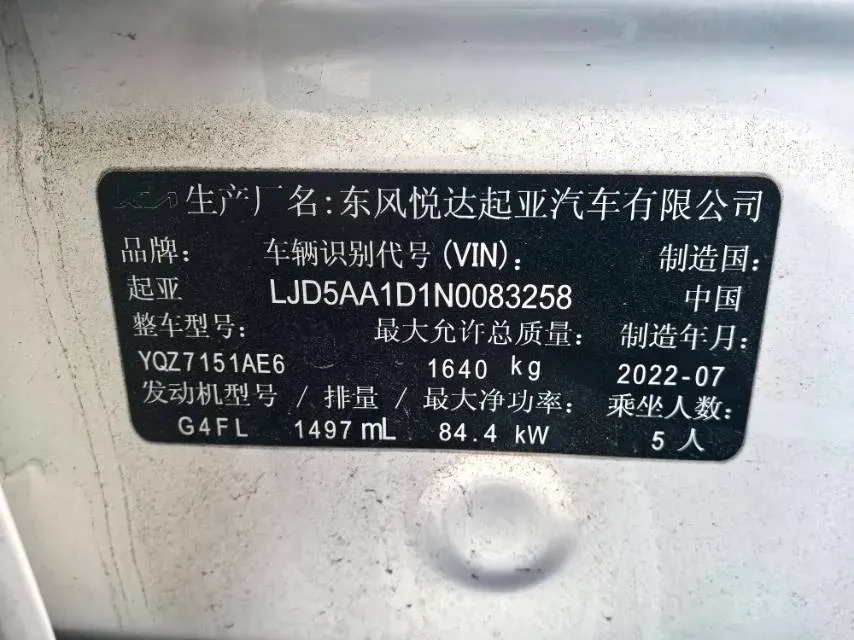 生产厂名:东风悦达起亚汽车有限公司
品牌: 车辆识别代号(VIN): 制造国:
起亚 LJD5AA1D1N0083258 中国
整车型号: 最大允许总质量: 制造年月:
YQZ7151AE6 1640 kg 2022-07
发动机型号 / 排量 / 最大净功率: 乘坐人数:
G4FL 1497 mL 84.4 kW 5 人